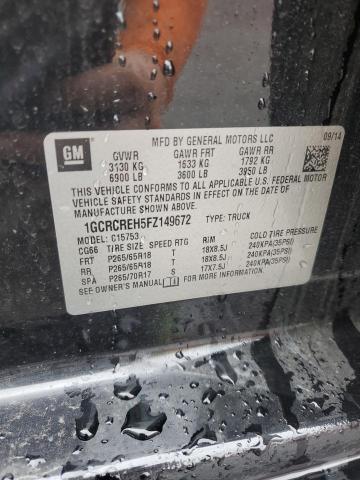 MFD BY GENERAL MOTORS LLC 09/14
GM GVWR GAWR FRT GAWR RR
3130 KG 1633 KG 1792 KG
6900 LB 3600 LB 3950 LB
THIS VEHICLE CONFORMS TO ALL APPLICABLE U.S. FEDERAL MOTOR
VEHICLE SAFETY STANDARDS IN EFFECT ON THE DATE OF
MANUFACTURE SHOWN ABOVE.
1GCRCREH5FZ149672 TYPE: TRUCK
MODEL: C15753
CG66 TIRE SIZE SPEED RTG RIM COLD TIRE PRESSURE
FRT P265/65R18 T 18X8.5J 240KPA(35PSI)
RR P265/65R18 T 18X8.5J 240KPA(35PSI)
SPA P265/70R17 T 17X7.5J 240KPA(35PSI)
SEE OWNER'S MANUAL